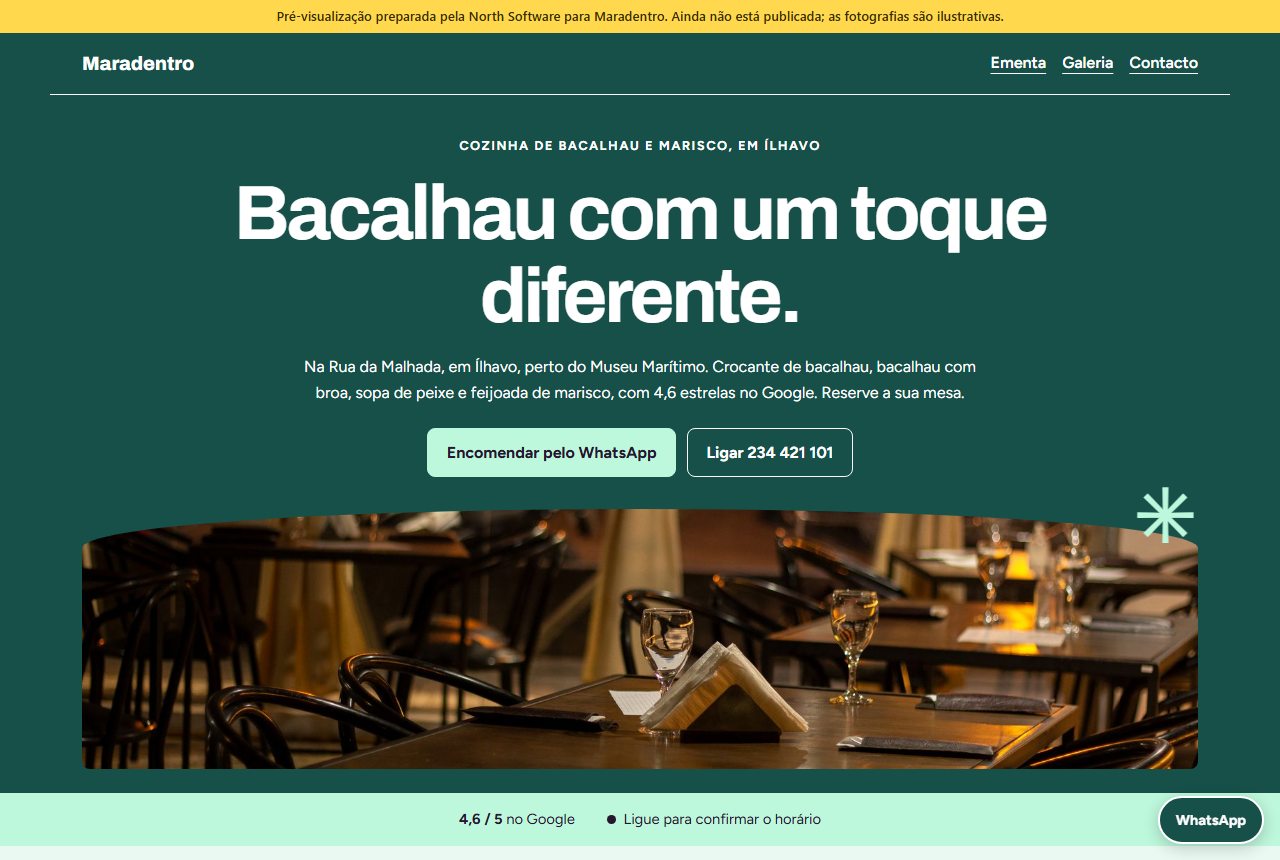 Pré-visualização preparada pela North Software para Maradentro. Ainda não está publicada; as fotografias são ilustrativas.
Maradentro
Ementa Galeria Contacto
COZINHA DE BACALHAU E MARISCO, EM ÍLHAVO
Bacalhau com um toque
diferente.
Na Rua da Malhada, em Ílhavo, perto do Museu Marítimo. Crocante de bacalhau, bacalhau com
broa, sopa de peixe e feijoada de marisco, com 4,6 estrelas no Google. Reserve a sua mesa.
Encomendar pelo WhatsApp Ligar 234 421 101
4,6 / 5 no Google Ligue para confirmar o horário
WhatsApp